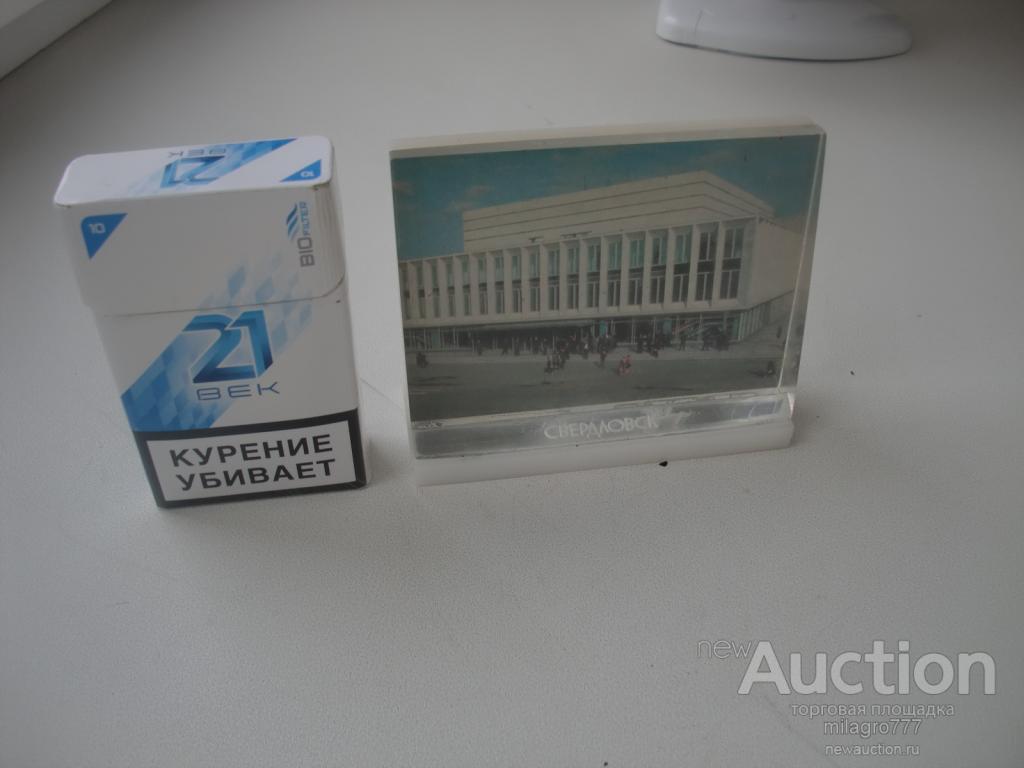 21
ВЕК
10
10
BIO FILTER
21
ВЕК
КУРЕНИЕ
УБИВАЕТ
СВЕРДЛОВСК
newAuction
торговая площадка
milagro777
newauction.ru